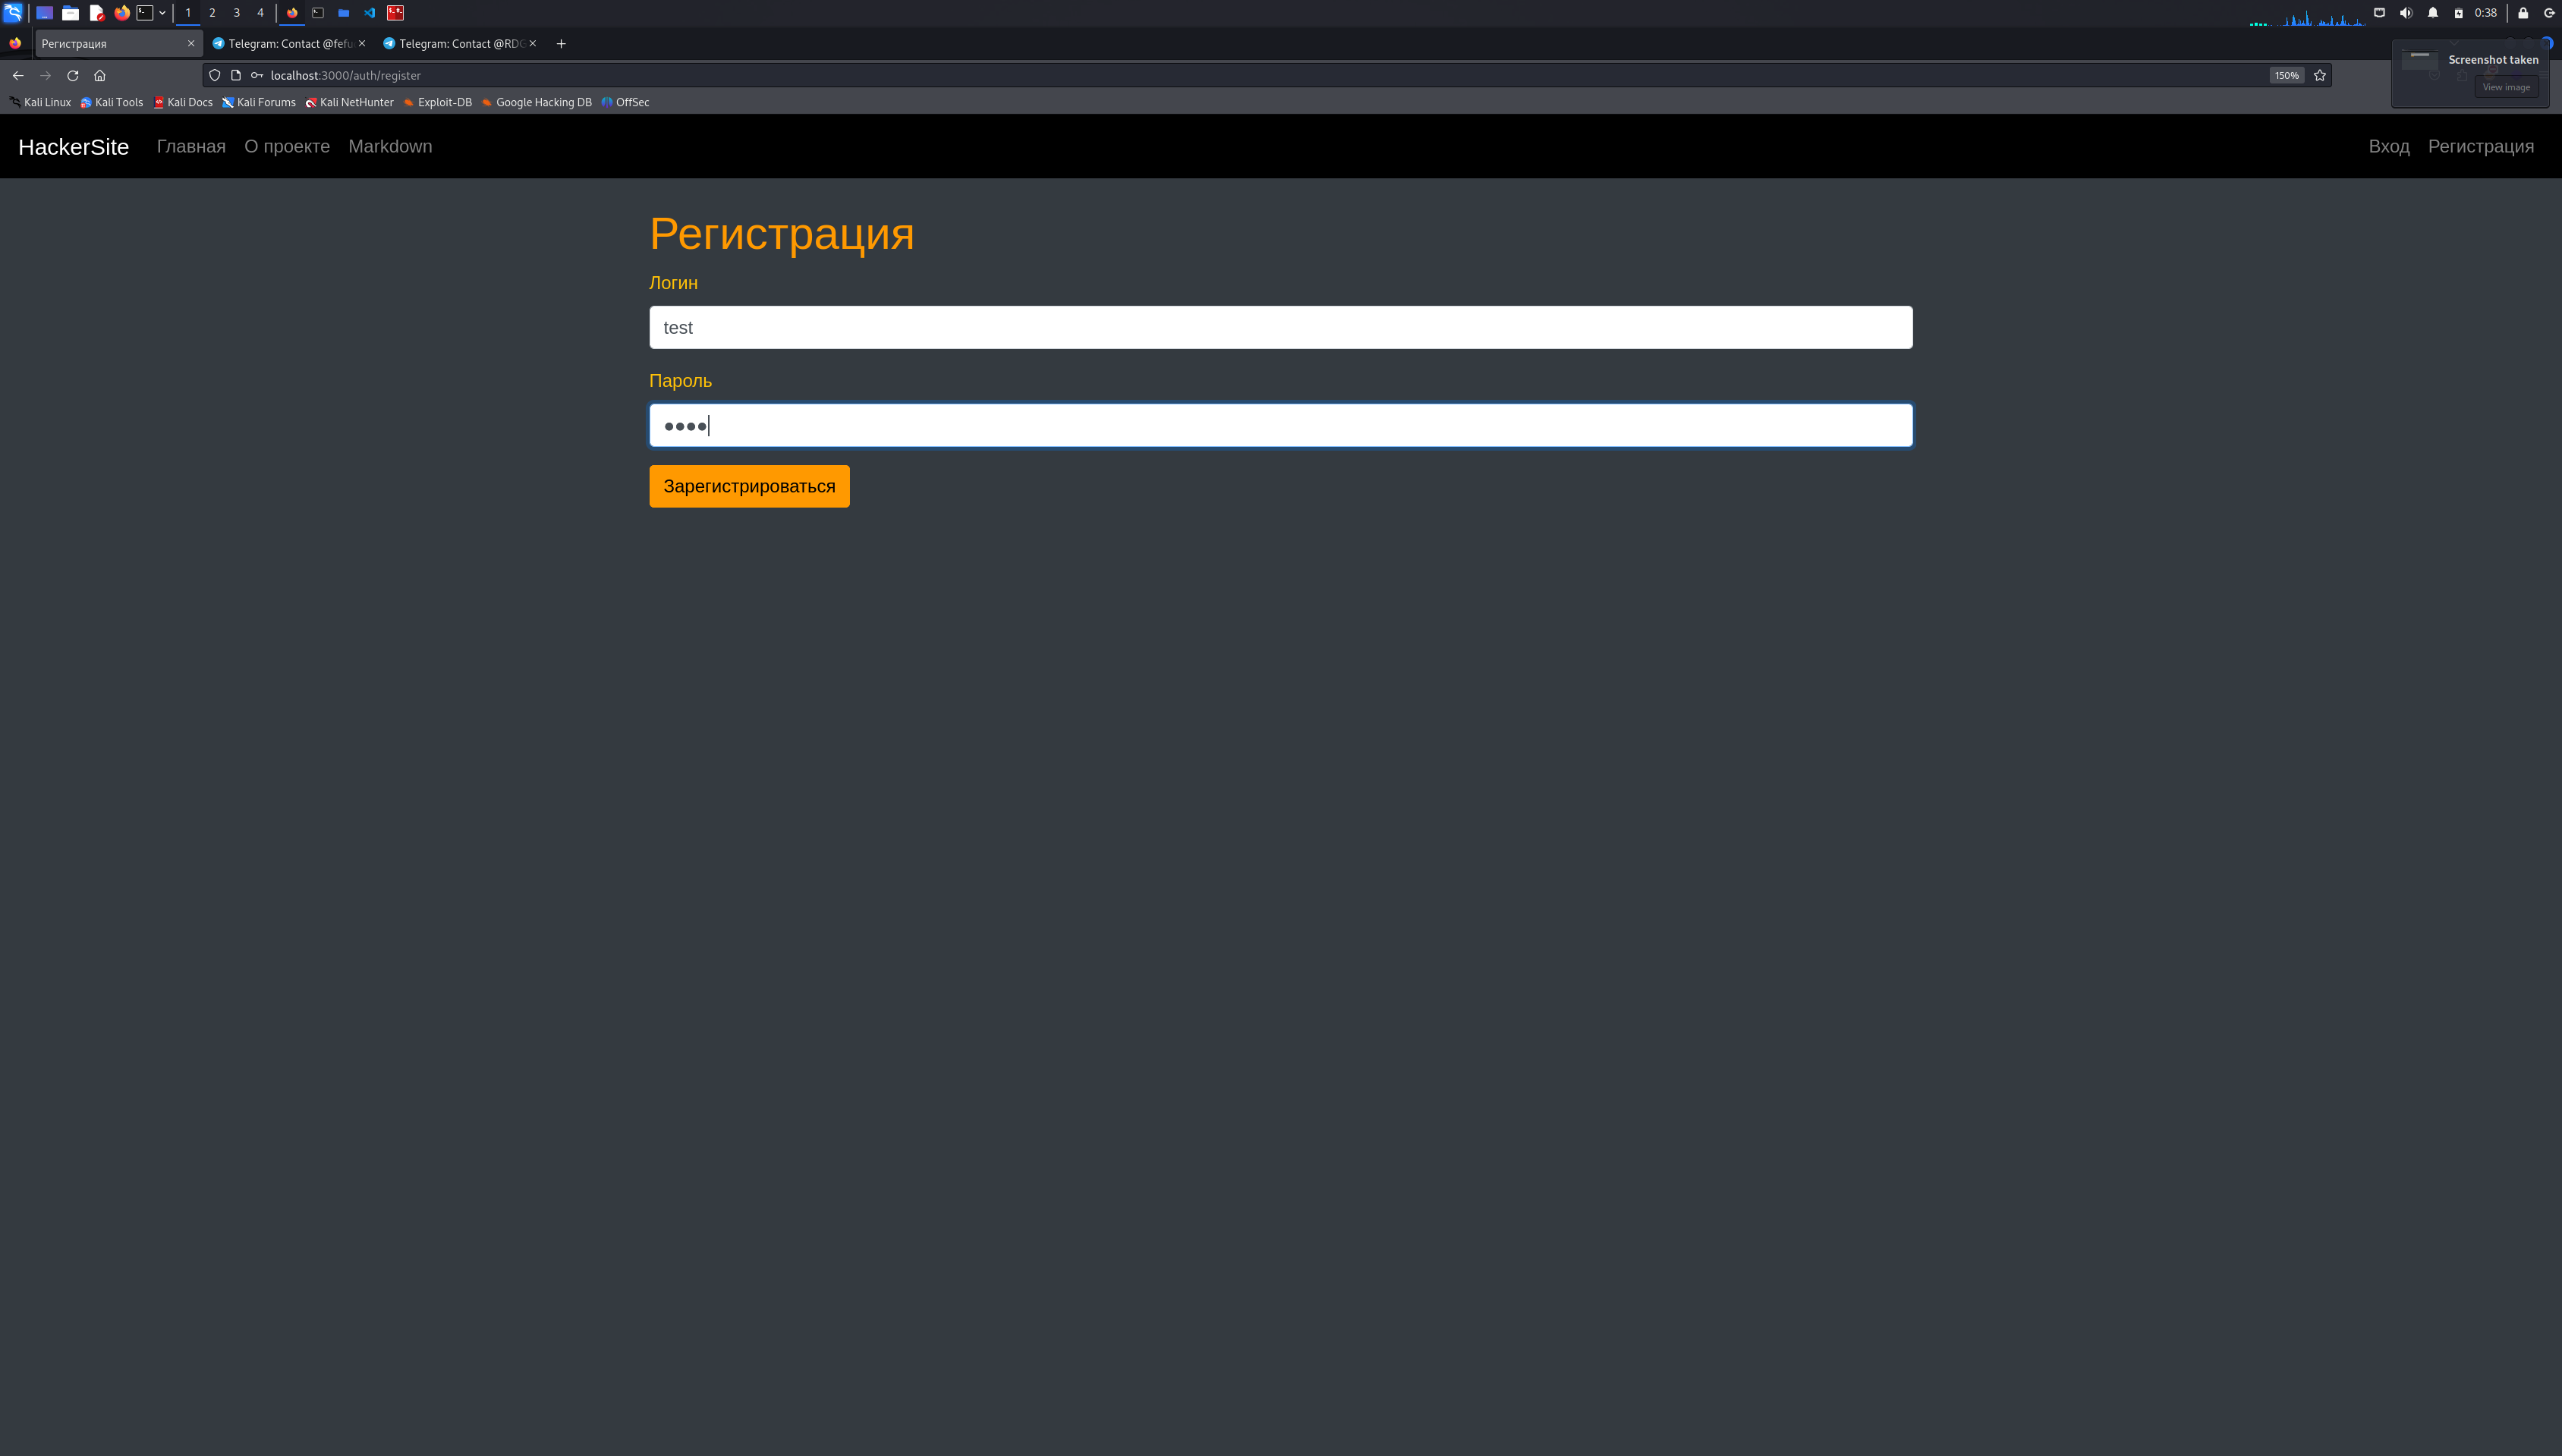 1 2 3 4 0:38
Регистрация Telegram: Contact @fefu Telegram: Contact @RDG
Screenshot taken
View image
localhost:3000/auth/register 150%
Kali Linux Kali Tools Kali Docs Kali Forums Kali NetHunter Exploit-DB Google Hacking DB OffSec
HackerSite Главная О проекте Markdown Вход Регистрация
Регистрация
Логин
test
Пароль
Зарегистрироваться